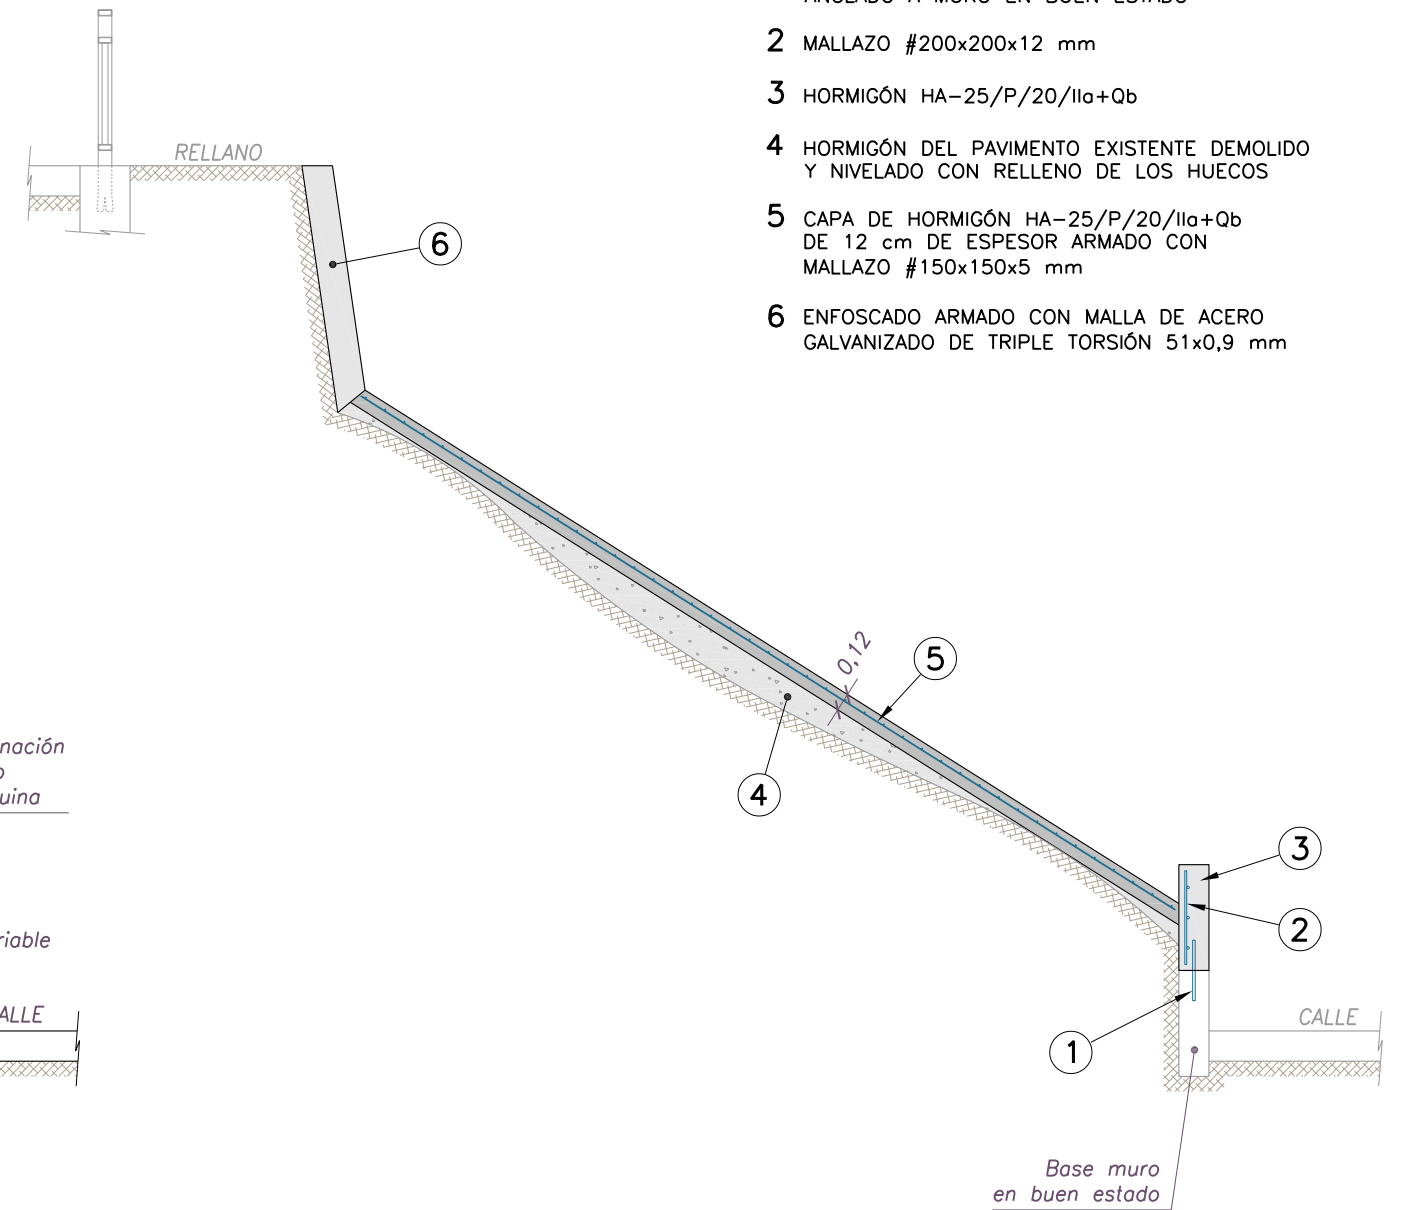 2 MALLAZO #200x200x12 mm
3 HORMIGÓN HA-25/P/20/IIa+Qb
4 HORMIGÓN DEL PAVIMENTO EXISTENTE DEMOLIDO
Y NIVELADO CON RELLENO DE LOS HUECOS
5 CAPA DE HORMIGÓN HA-25/P/20/IIa+Qb
DE 12 cm DE ESPESOR ARMADO CON
MALLAZO #150x150x5 mm
6 ENFOSCADO ARMADO CON MALLA DE ACERO
GALVANIZADO DE TRIPLE TORSIÓN 51x0,9 mm
RELLANO
6
0,12
5
4
3
2
1
CALLE
Base muro
en buen estado
nación
o
uina
riable
ALLE